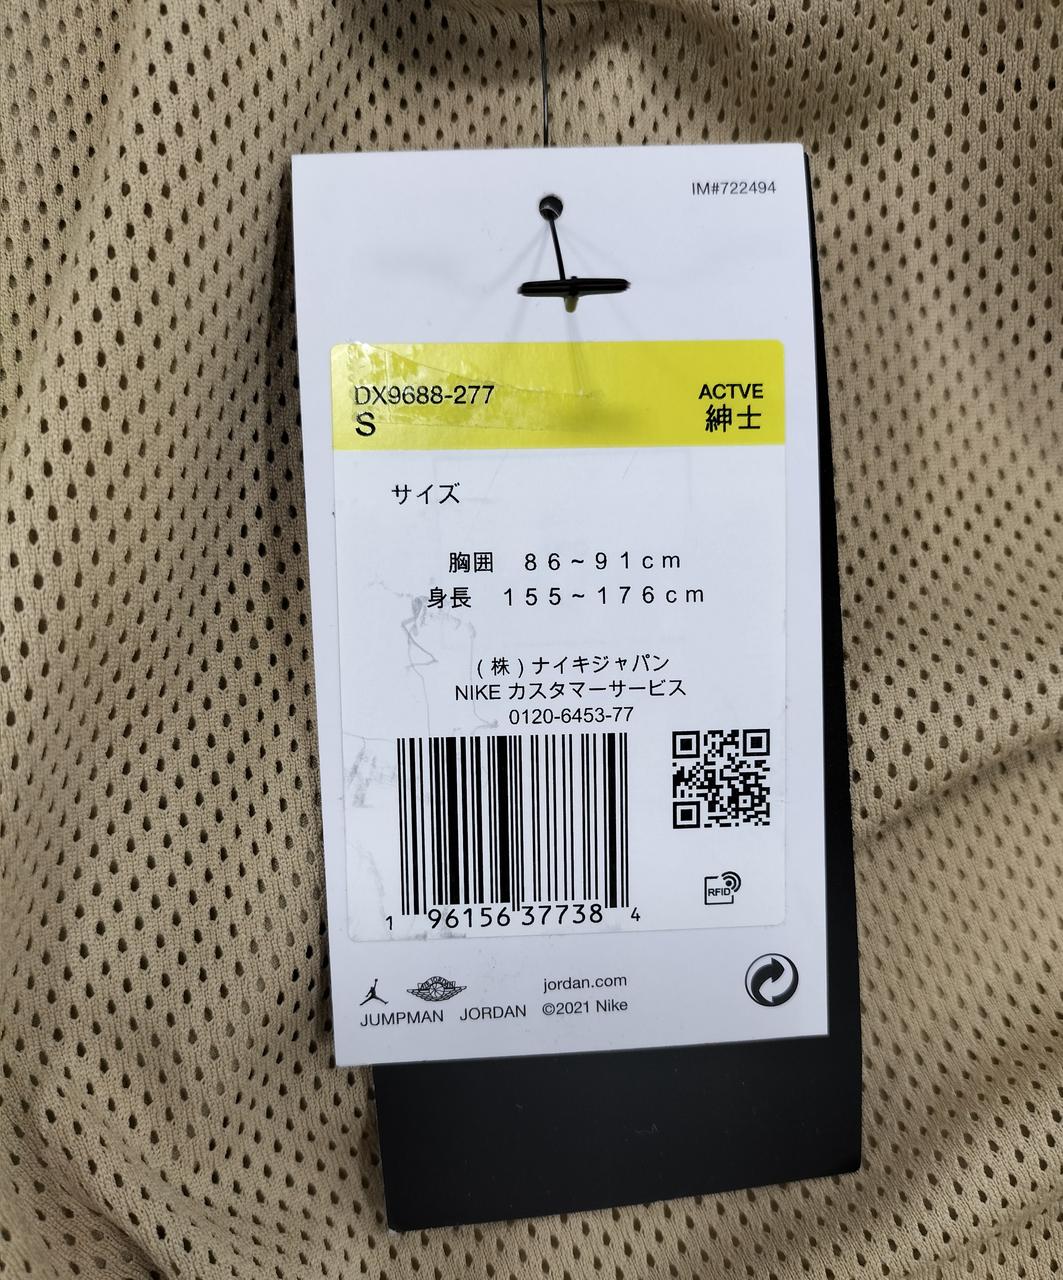 IM#722494
DX9688-277 ACTVE
S 紳士
サイズ
胸囲 86~91cm
身長 155~176cm
(株)ナイキジャパン
NIKE カスタマーサービス
0120-6453-77
1 96156 37738 4
RFID
jordan.com
JUMPMAN JORDAN ©2021 Nike